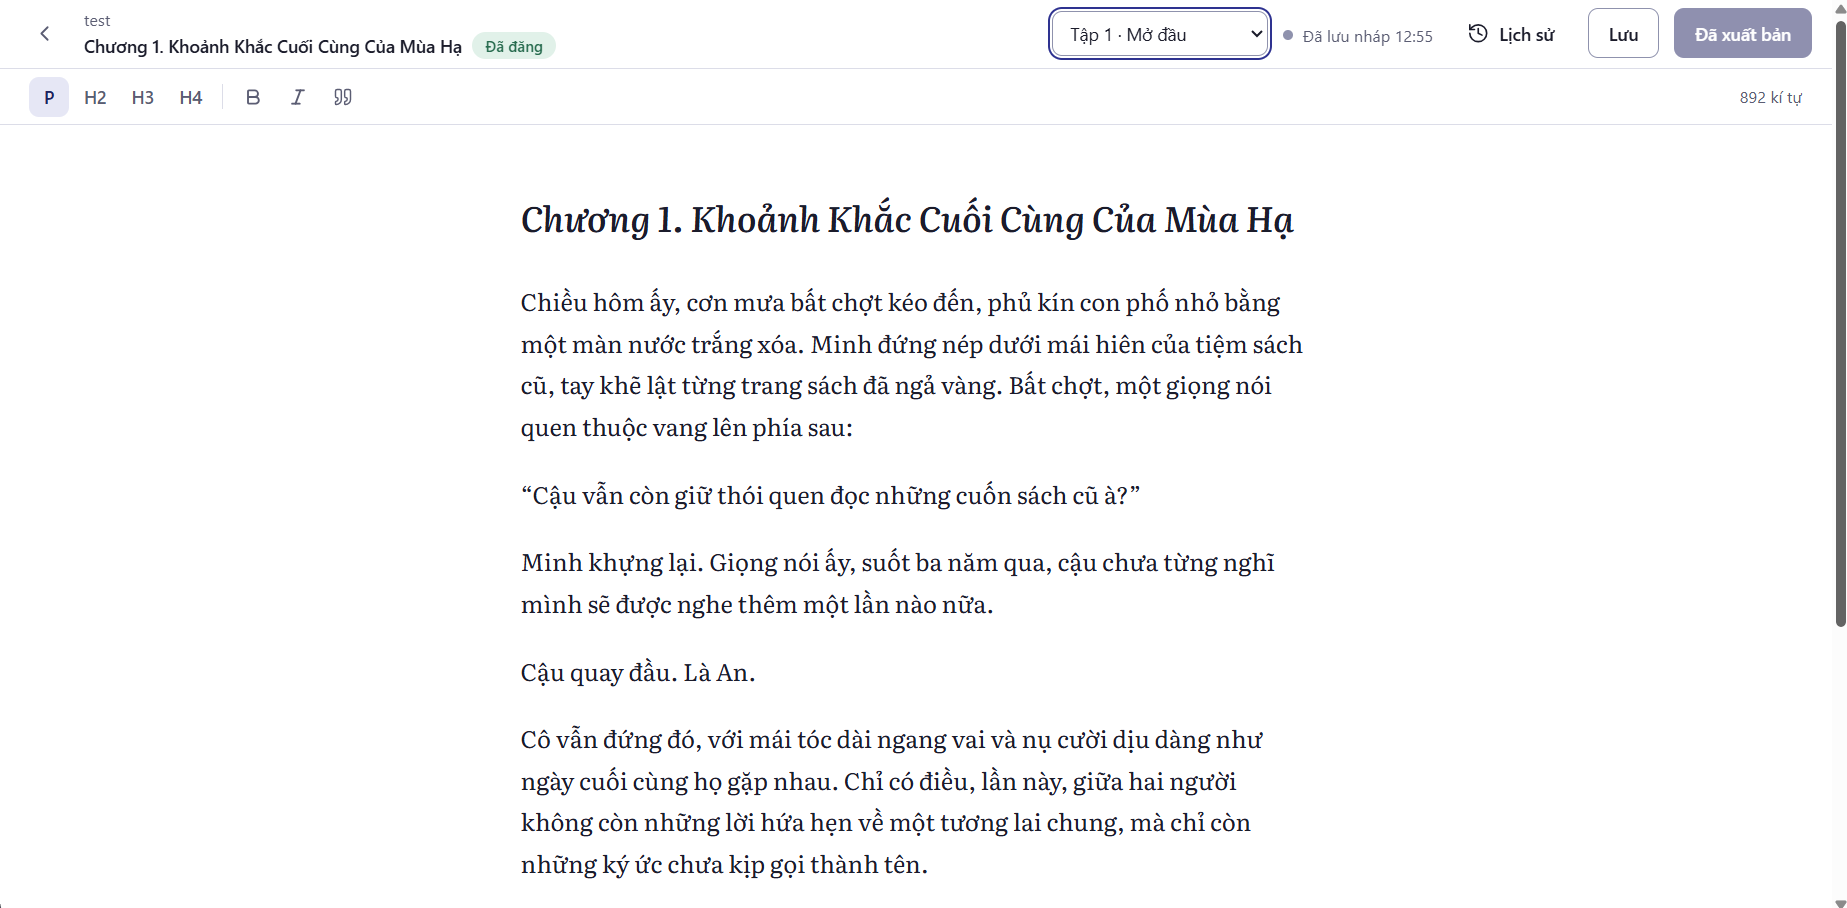 test
Chương 1. Khoảnh Khắc Cuối Cùng Của Mùa Hạ
Đã đăng
Tập 1 · Mở đầu
Đã lưu nháp 12:55
Lịch sử
Lưu
Đã xuất bản
P H2 H3 H4 B I
892 kí tự
Chương 1. Khoảnh Khắc Cuối Cùng Của Mùa Hạ
Chiều hôm ấy, cơn mưa bất chợt kéo đến, phủ kín con phố nhỏ bằng
một màn nước trắng xóa. Minh đứng nép dưới mái hiên của tiệm sách
cũ, tay khẽ lật từng trang sách đã ngả vàng. Bất chợt, một giọng nói
quen thuộc vang lên phía sau:
“Cậu vẫn còn giữ thói quen đọc những cuốn sách cũ à?”
Minh khựng lại. Giọng nói ấy, suốt ba năm qua, cậu chưa từng nghĩ
mình sẽ được nghe thêm một lần nào nữa.
Cậu quay đầu. Là An.
Cô vẫn đứng đó, với mái tóc dài ngang vai và nụ cười dịu dàng như
ngày cuối cùng họ gặp nhau. Chỉ có điều, lần này, giữa hai người
không còn những lời hứa hẹn về một tương lai chung, mà chỉ còn
những ký ức chưa kịp gọi thành tên.